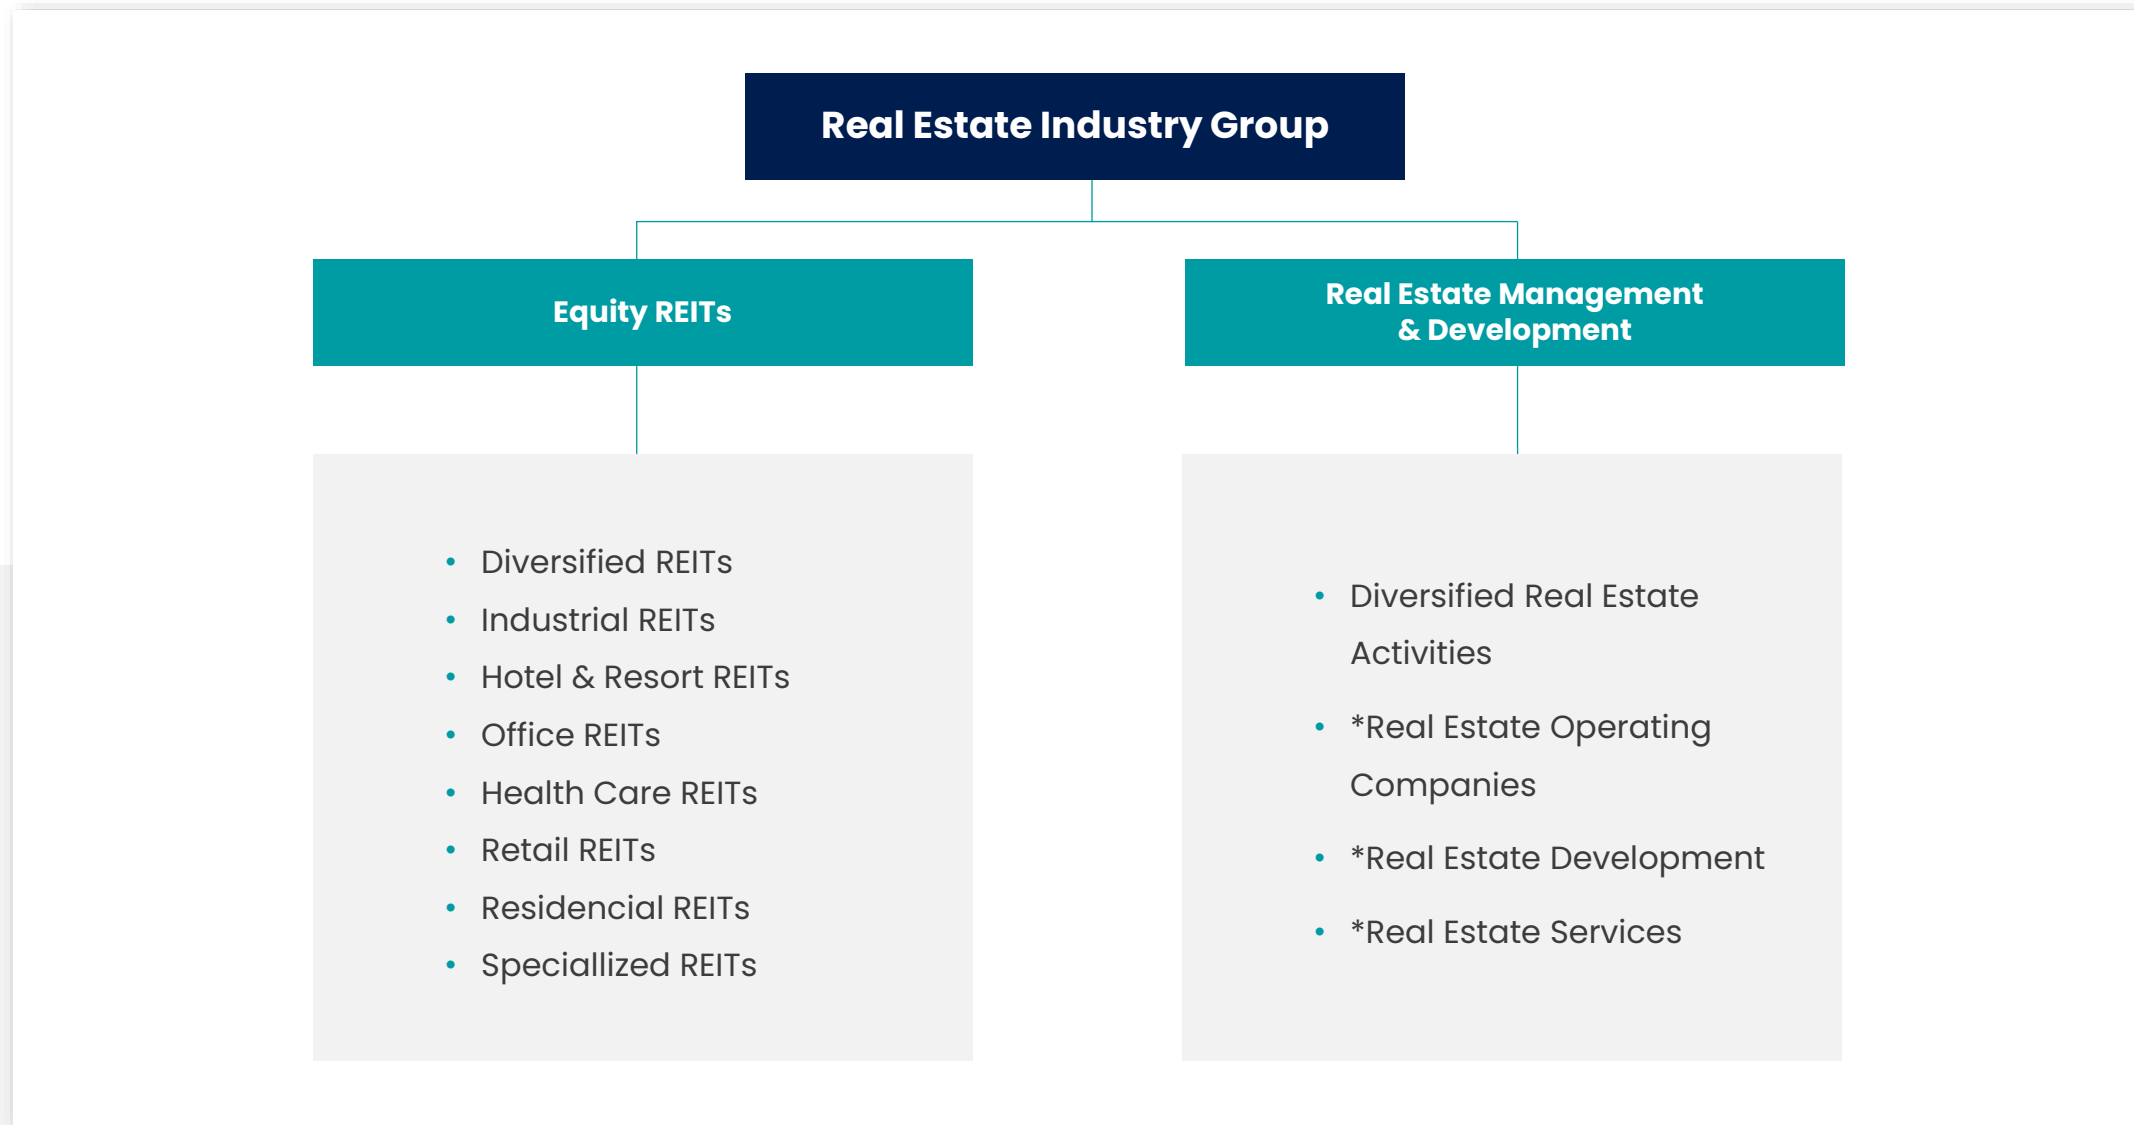 Real Estate Industry Group
Equity REITs
Real Estate Management
& Development
• Diversified REITs
• Industrial REITs
• Hotel & Resort REITs
• Office REITs
• Health Care REITs
• Retail REITs
• Residencial REITs
• Speciallized REITs
• Diversified Real Estate
Activities
• *Real Estate Operating
Companies
• *Real Estate Development
• *Real Estate Services